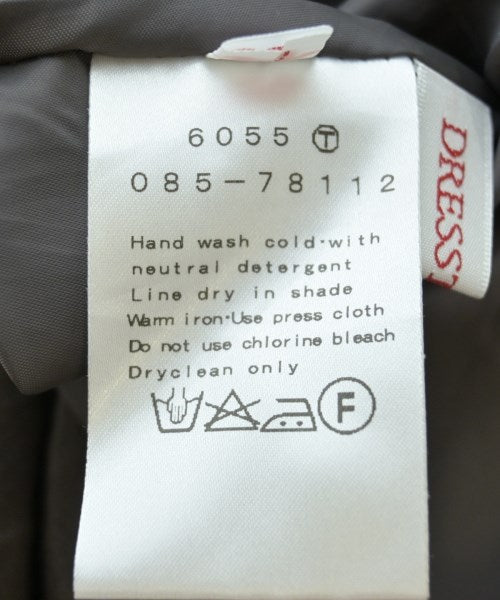 6055 Ⓣ
085-78112
Hand wash cold·with
neutral detergent
Line dry in shade
Warm iron·Use press cloth
Do not use chlorine bleach
Dryclean only
F
DRESST